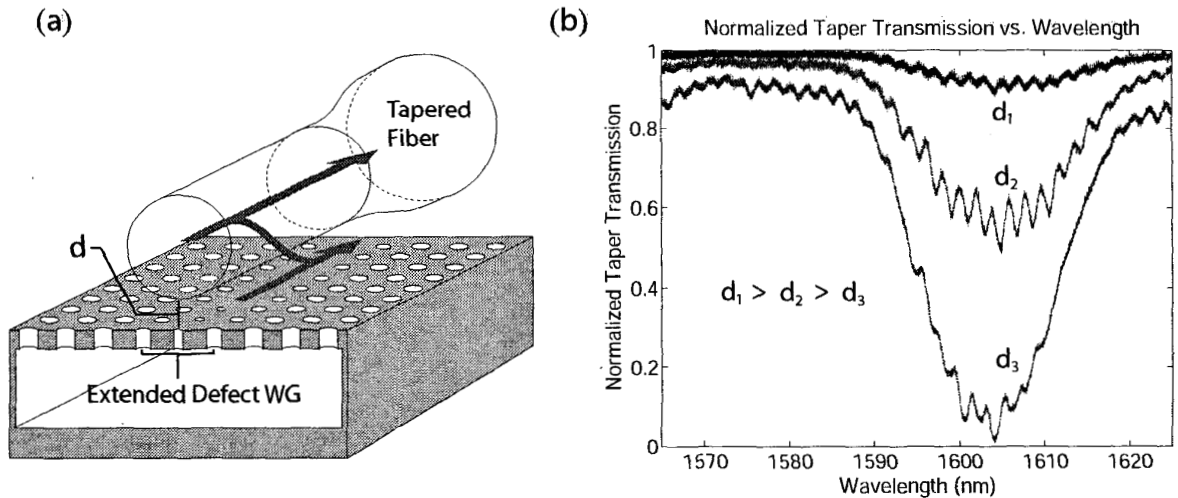 (a)
Tapered
Fiber
d
Extended Defect WG
(b)
Normalized Taper Transmission vs. Wavelength
Normalized Taper Transmission
1
0.8
0.6
0.4
0.2
0
d₁
d₂
d₁ > d₂ > d₃
d₃
1570 1580 1590 1600 1610 1620
Wavelength (nm)